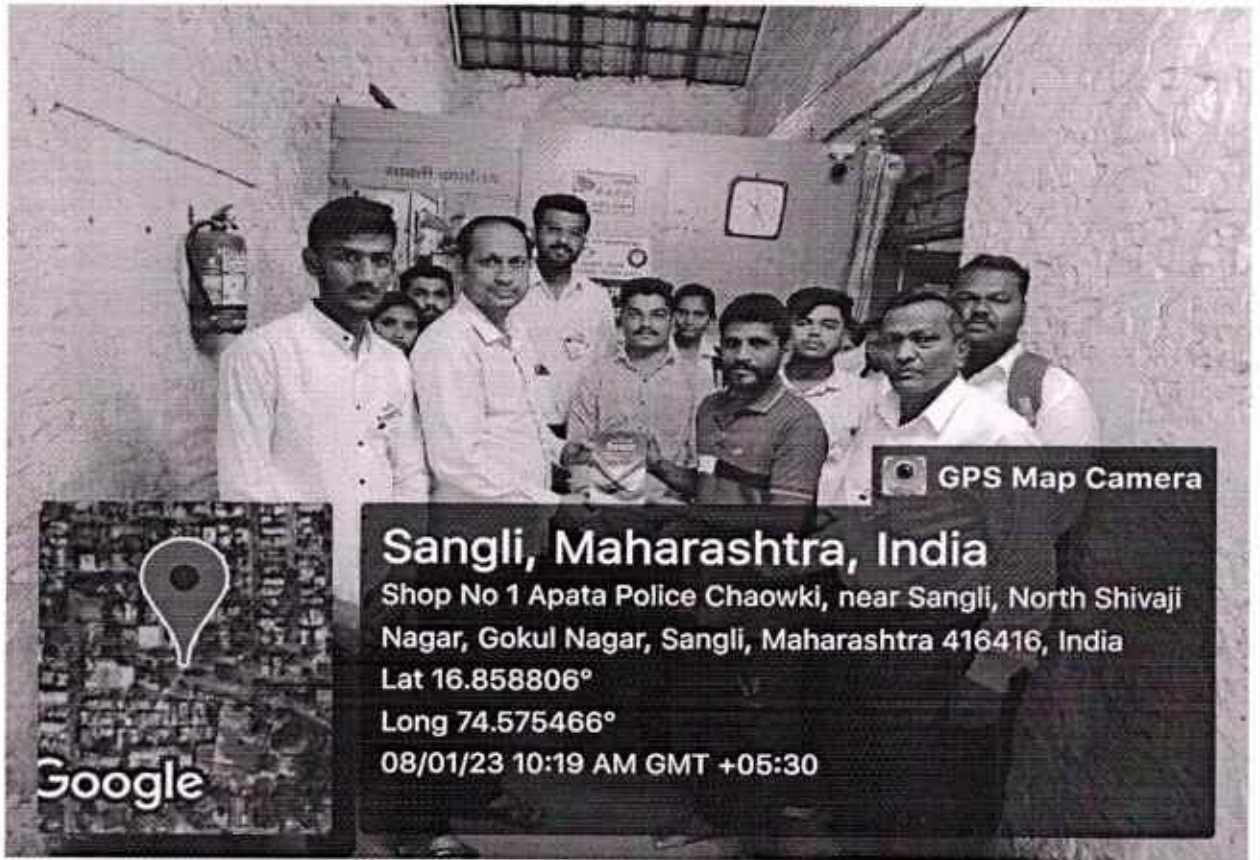 GPS Map Camera
Sangli, Maharashtra, India
Shop No 1 Apata Police Chaowki, near Sangli, North Shivaji
Nagar, Gokul Nagar, Sangli, Maharashtra 416416, India
Lat 16.858806°
Long 74.575466°
08/01/23 10:19 AM GMT +05:30
Google